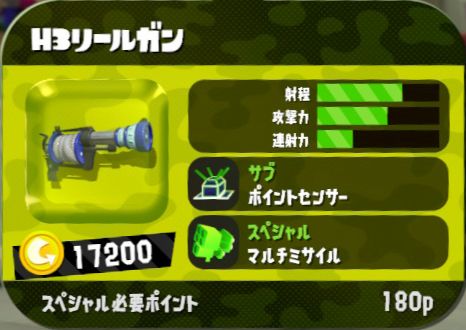 H3リールガン
射程
攻撃力
連射力
サブ
ポイントセンサー
スペシャル
マルチミサイル
17200
スペシャル必要ポイント 180p